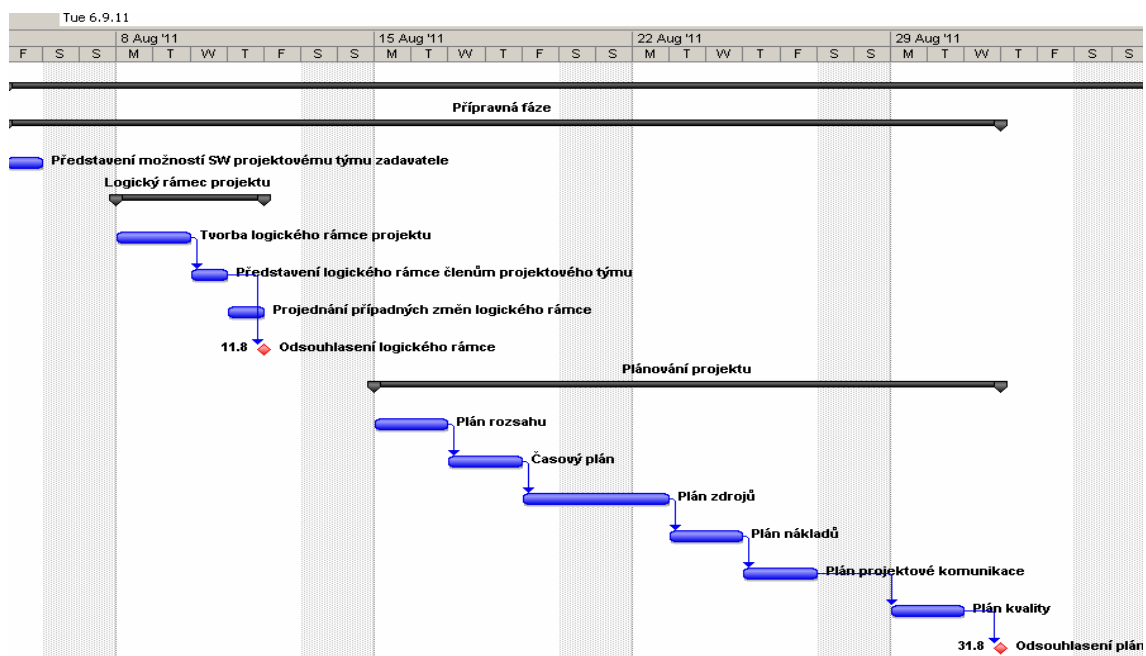 Tue 6.9.11
8 Aug '11 15 Aug '11 22 Aug '11 29 Aug '11
F S S M T W T F S S M T W T F S S M T W T F S S M T W T F S S
Přípravná fáze
Představení možností SW projektovému týmu zadavatele
Logický rámec projektu
Tvorba logického rámce projektu
Představení logického rámce členům projektového týmu
Projednání případných změn logického rámce
11.8 Odsouhlasení logického rámce
Plánování projektu
Plán rozsahu
Časový plán
Plán zdrojů
Plán nákladů
Plán projektové komunikace
Plán kvality
31.8 Odsouhlasení plán